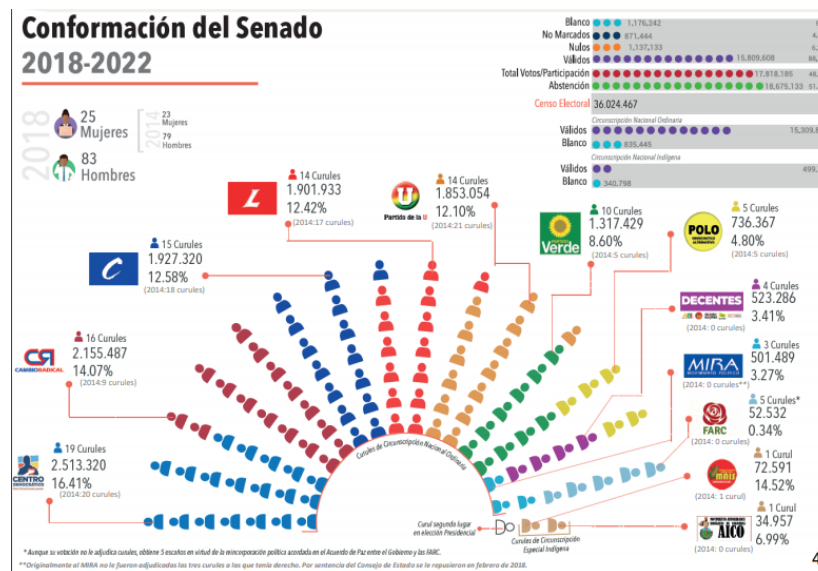 Conformación del Senado
2018-2022
2018
25
Mujeres
83
Hombres
2014
23
Mujeres
79
Hombres
Blanco 1,176,242
No Marcados 871,444
Nulos 1,137,133
Válidos 15,809,608
Total Votos/Participación 17,818,185
Abstención 18,675,133
Censo Electoral 36.024.467
Circunscripción Nacional Ordinaria
Válidos
Blanco 835,445
Circunscripción Nacional Indígena
Válidos
Blanco 340,798
L
14 Curules
1.901.933
12.42%
(2014:17 curules)
U
Partido de la U
14 Curules
1.853.054
12.10%
(2014:21 curules)
Verde
10 Curules
1.317.429
8.60%
(2014:5 curules)
POLO
5 Curules
736.367
4.80%
(2014:5 curules)
C
15 Curules
1.927.320
12.58%
(2014:18 curules)
DECENTES
4 Curules
523.286
3.41%
(2014: 0 curules)
CR
CAMBIO RADICAL
16 Curules
2.155.487
14.07%
(2014:9 curules)
MIRA
3 Curules
501.489
3.27%
(2014: 0 curules**)
FARC
5 Curules*
52.532
0.34%
(2014: 0 curules)
CENTRO
DEMOCRÁTICO
19 Curules
2.513.320
16.41%
(2014:20 curules)
mais
1 Curul
72.591
14.52%
(2014: 1 curul)
AICO
1 Curul
34.957
6.99%
(2014: 0 curules)
Curules de Circunscripción Nacional Ordinaria
Curul segundo lugar
en elección Presidencial
Curules de Circunscripción
Especial Indígena
* Aunque su votación no le adjudica curules, obtiene 5 escaños en virtud de la reincorporación política acordada en el Acuerdo de Paz entre el Gobierno y las FARC.
**Originalmente al MIRA no le fueron adjudicadas las tres curules a las que tenía derecho. Por sentencia del Consejo de Estado se le repusieron en febrero de 2018.